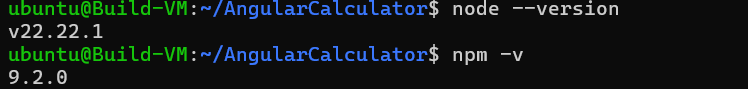 ubuntu@Build-VM:~/AngularCalculator$ node --version
v22.22.1
ubuntu@Build-VM:~/AngularCalculator$ npm -v
9.2.0